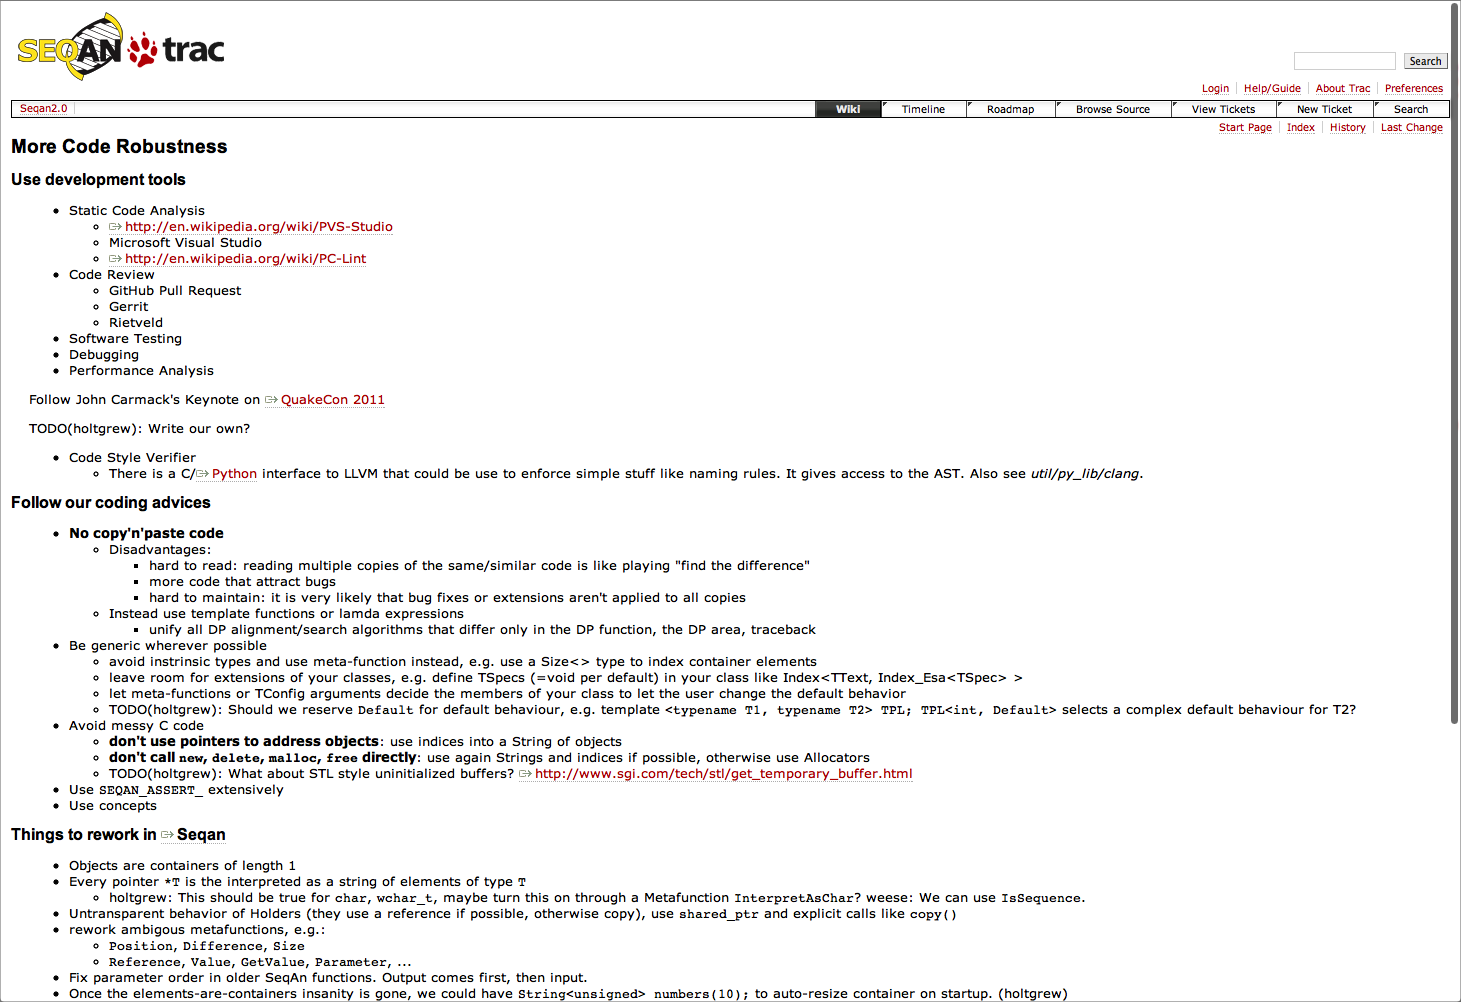 SEQAN trac
Search
Login Help/Guide About Trac Preferences
Seqan2.0 Wiki Timeline Roadmap Browse Source View Tickets New Ticket Search
Start Page Index History Last Change
More Code Robustness
Use development tools
Static Code Analysis
http://en.wikipedia.org/wiki/PVS-Studio
Microsoft Visual Studio
http://en.wikipedia.org/wiki/PC-Lint
Code Review
GitHub Pull Request
Gerrit
Rietveld
Software Testing
Debugging
Performance Analysis
Follow John Carmack's Keynote on QuakeCon 2011
TODO(holtgrew): Write our own?
Code Style Verifier
There is a C/Python interface to LLVM that could be use to enforce simple stuff like naming rules. It gives access to the AST. Also see util/py_lib/clang.
Follow our coding advices
No copy'n'paste code
Disadvantages:
hard to read: reading multiple copies of the same/similar code is like playing "find the difference"
more code that attract bugs
hard to maintain: it is very likely that bug fixes or extensions aren't applied to all copies
Instead use template functions or lamda expressions
unify all DP alignment/search algorithms that differ only in the DP function, the DP area, traceback
Be generic wherever possible
avoid instrinsic types and use meta-function instead, e.g. use a Size<> type to index container elements
leave room for extensions of your classes, e.g. define TSpecs (=void per default) in your class like Index<TText, Index_Esa<TSpec> >
let meta-functions or TConfig arguments decide the members of your class to let the user change the default behavior
TODO(holtgrew): Should we reserve Default for default behaviour, e.g. template <typename T1, typename T2> TPL; TPL<int, Default> selects a complex default behaviour for T2?
Avoid messy C code
don't use pointers to address objects: use indices into a String of objects
don't call new, delete, malloc, free directly: use again Strings and indices if possible, otherwise use Allocators
TODO(holtgrew): What about STL style uninitialized buffers? http://www.sgi.com/tech/stl/get_temporary_buffer.html
Use SEQAN_ASSERT_ extensively
Use concepts
Things to rework in Seqan
Objects are containers of length 1
Every pointer *T is the interpreted as a string of elements of type T
holtgrew: This should be true for char, wchar_t, maybe turn this on through a Metafunction InterpretAsChar? weese: We can use IsSequence.
Untransparent behavior of Holders (they use a reference if possible, otherwise copy), use shared_ptr and explicit calls like copy()
rework ambigous metafunctions, e.g.:
Position, Difference, Size
Reference, Value, GetValue, Parameter, ...
Fix parameter order in older SeqAn functions. Output comes first, then input.
Once the elements-are-containers insanity is gone, we could have String<unsigned> numbers(10); to auto-resize container on startup. (holtgrew)